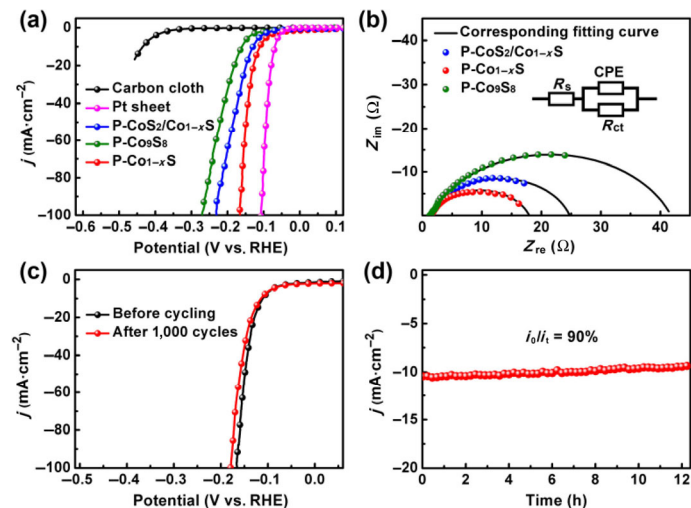 (a)
0
−20
−40
−60
−80
−100
j (mA·cm−2)
Carbon cloth
Pt sheet
P-CoS2/Co1−xS
P-Co9S8
P-Co1−xS
−0.5 −0.4 −0.3 −0.2 −0.1 0.0 0.1
Potential (V vs. RHE)
(b)
−45
−30
−15
Zim (Ω)
Corresponding fitting curve
P-CoS2/Co1−xS
P-Co1−xS
P-Co9S8
Rs
CPE
Rct
0 10 20 30 40
Zre (Ω)
(c)
0
−20
−40
−60
−80
−100
j (mA·cm−2)
Before cycling
After 1,000 cycles
−0.5 −0.4 −0.3 −0.2 −0.1 0.0
Potential (V vs. RHE)
(d)
0
−5
−10
−15
−20
j (mA·cm−2)
i0/it = 90%
0 2 4 6 8 10 12
Time (h)